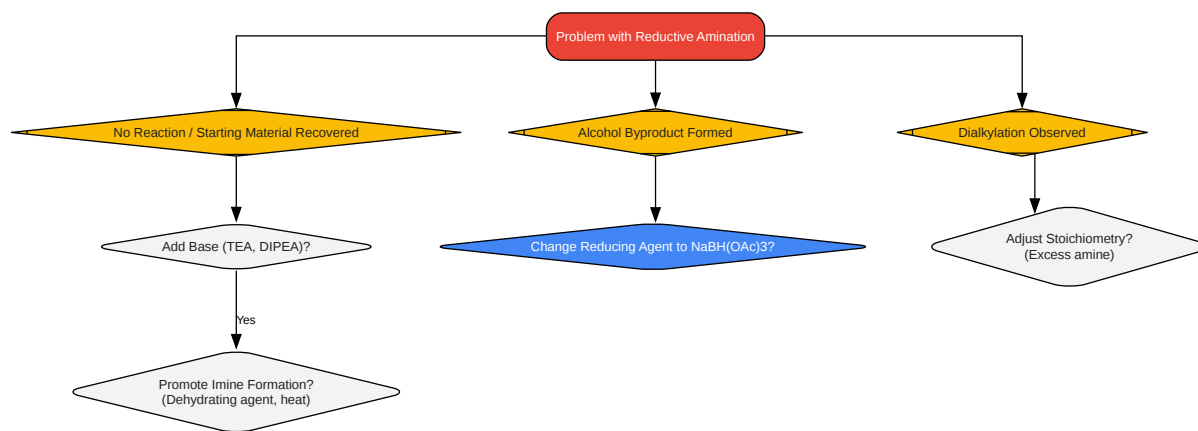 Problem with Reductive Amination
No Reaction / Starting Material Recovered
Alcohol Byproduct Formed
Dialkylation Observed
Add Base (TEA, DIPEA)?
Change Reducing Agent to NaBH(OAc)3?
Adjust Stoichiometry?
(Excess amine)
Yes
Promote Imine Formation?
(Dehydrating agent, heat)